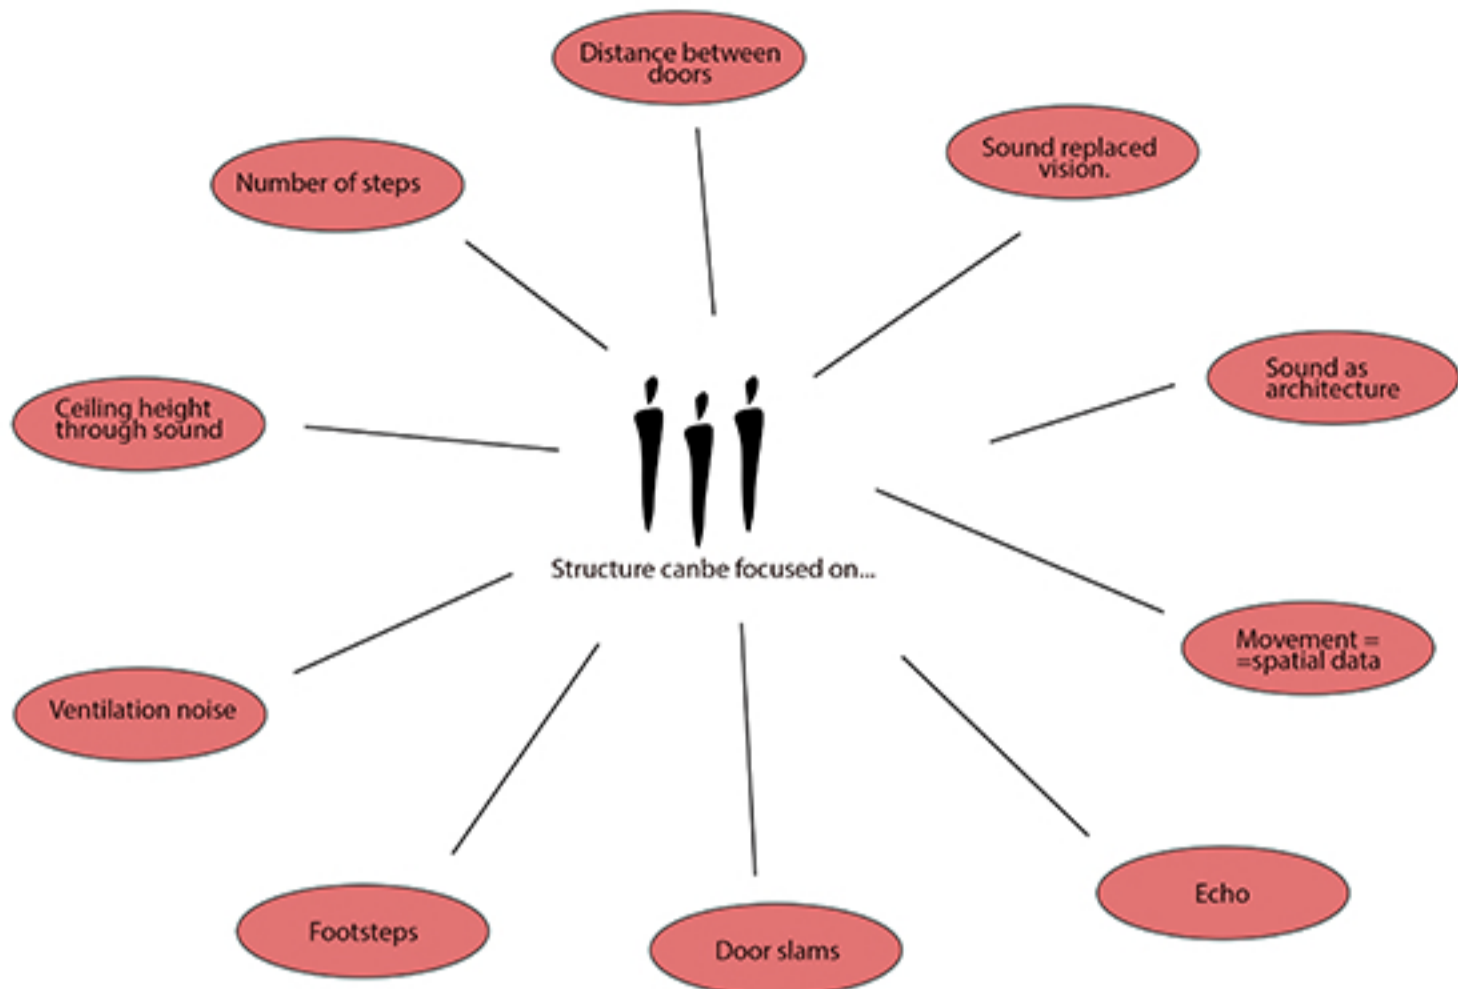 Distance between
doors
Sound replaced
vision.
Number of steps
Sound as
architecture
Ceiling height
through sound
Structure canbe focused on...
Movement =
=spatial data
Ventilation noise
Echo
Footsteps
Door slams